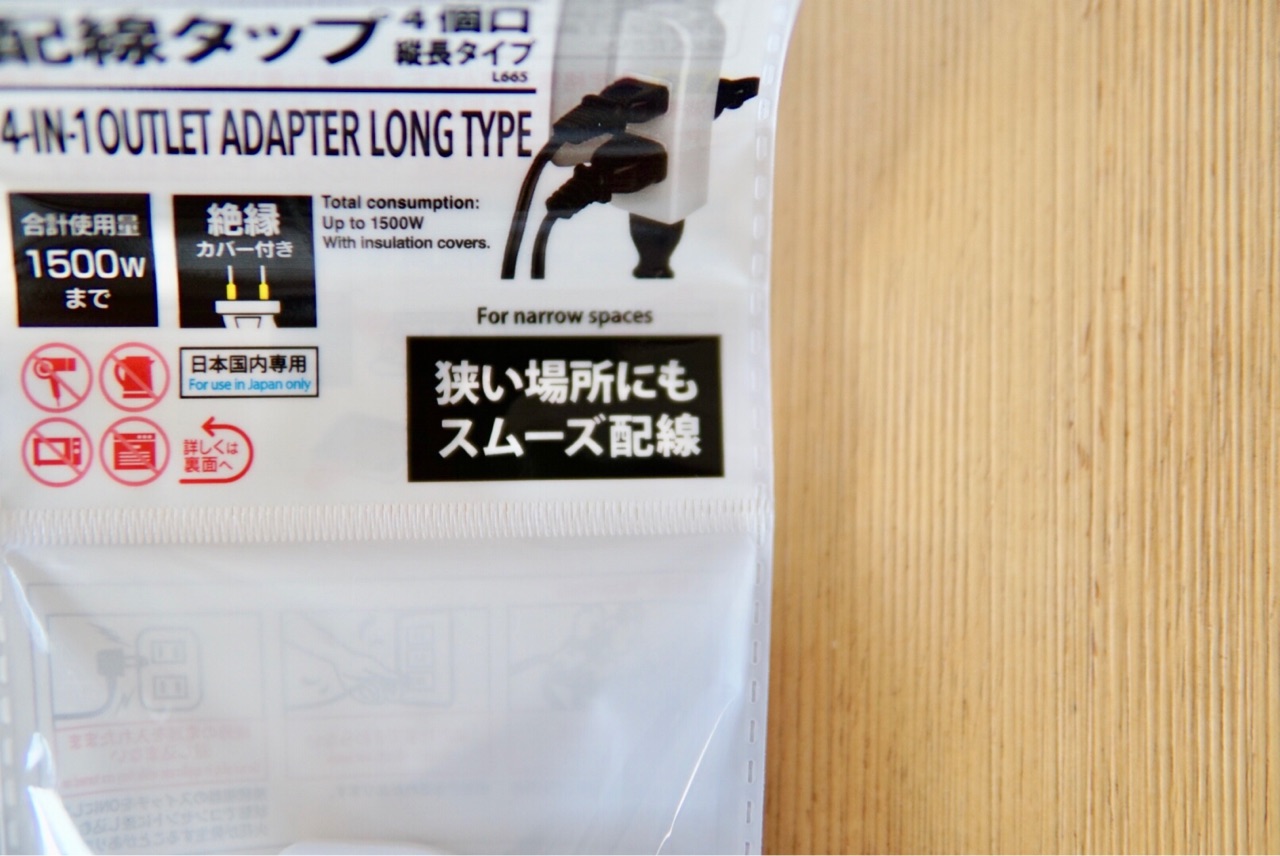 配線タップ 4個口
縦長タイプ
L665
4-IN-1 OUTLET ADAPTER LONG TYPE
合計使用量
1500W
まで
絶縁
カバー付き
Total consumption:
Up to 1500W
With insulation covers.
For narrow spaces
狭い場所にも
スムーズ配線
日本国内専用
For use in Japan only
詳しくは
裏面へ